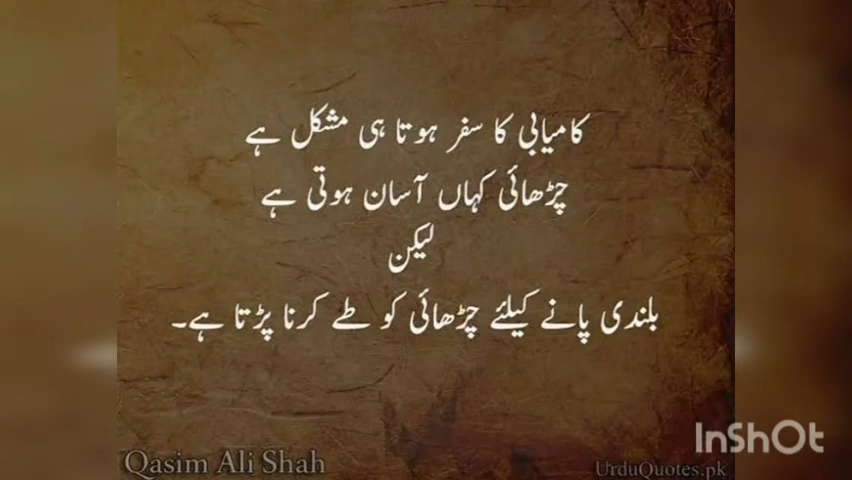 کامیابی کا سفر ہوتا ہی مشکل ہے
چڑھائی کہاں آسان ہوتی ہے
لیکن
بلندی پانے کیلئے چڑھائی کو طے کرنا پڑتا ہے۔
InShOt
Qasim Ali Shah
UrduQuotes.pk